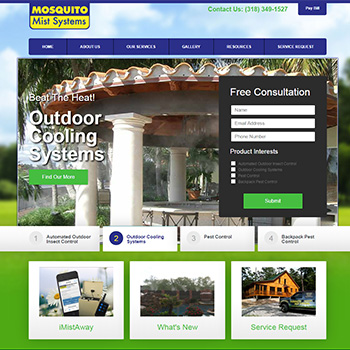 MOSQUITO
Mist Systems
Contact Us: (318) 349-1527
Pay Bill
HOME
ABOUT US
OUR SERVICES
GALLERY
RESOURCES
SERVICE REQUEST
Beat The Heat!
Outdoor
Cooling
Systems
Find Our More
Free Consultation
Name
Email Address
Phone Number
Product Interests
Automated Outdoor Insect Control
Outdoor Cooling Systems
Pest Control
Backpack Pest Control
Submit
1
Automated Outdoor
Insect Control
2
Outdoor Cooling
Systems
3
Pest Control
4
Backpack Pest
Control
iMistAway
What's New
Service Request